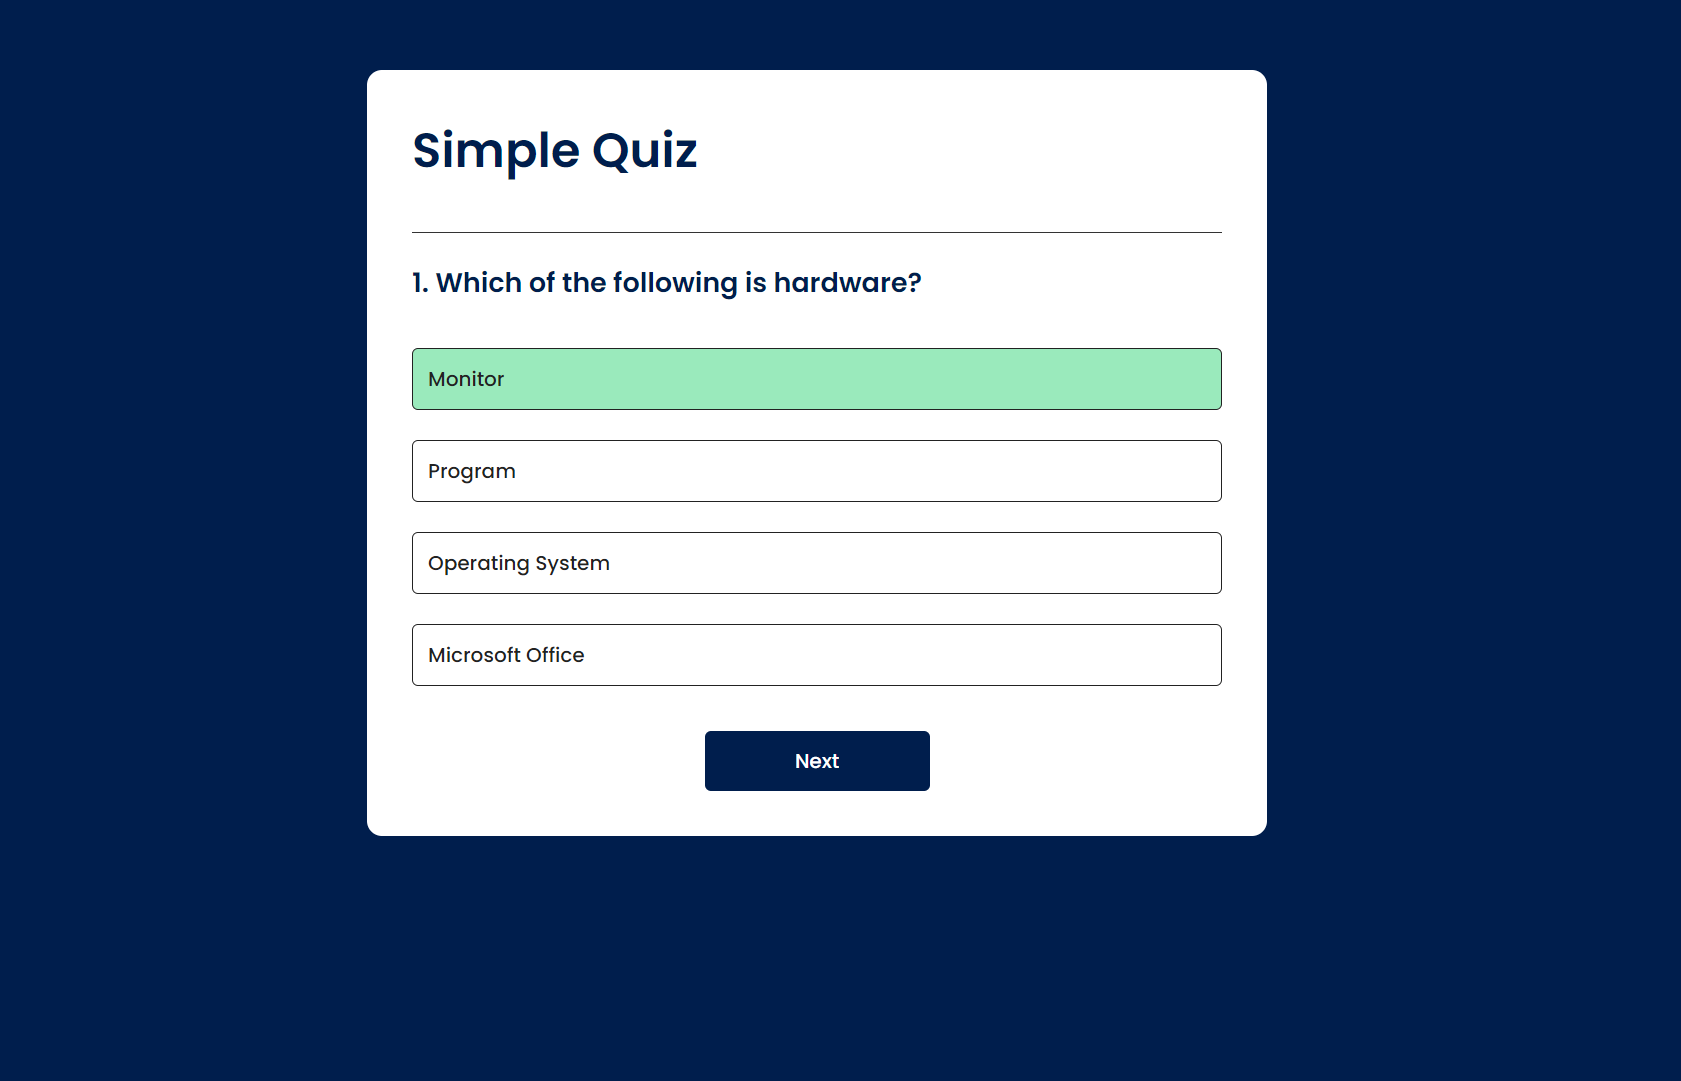 Simple Quiz
1. Which of the following is hardware?
Monitor
Program
Operating System
Microsoft Office
Next